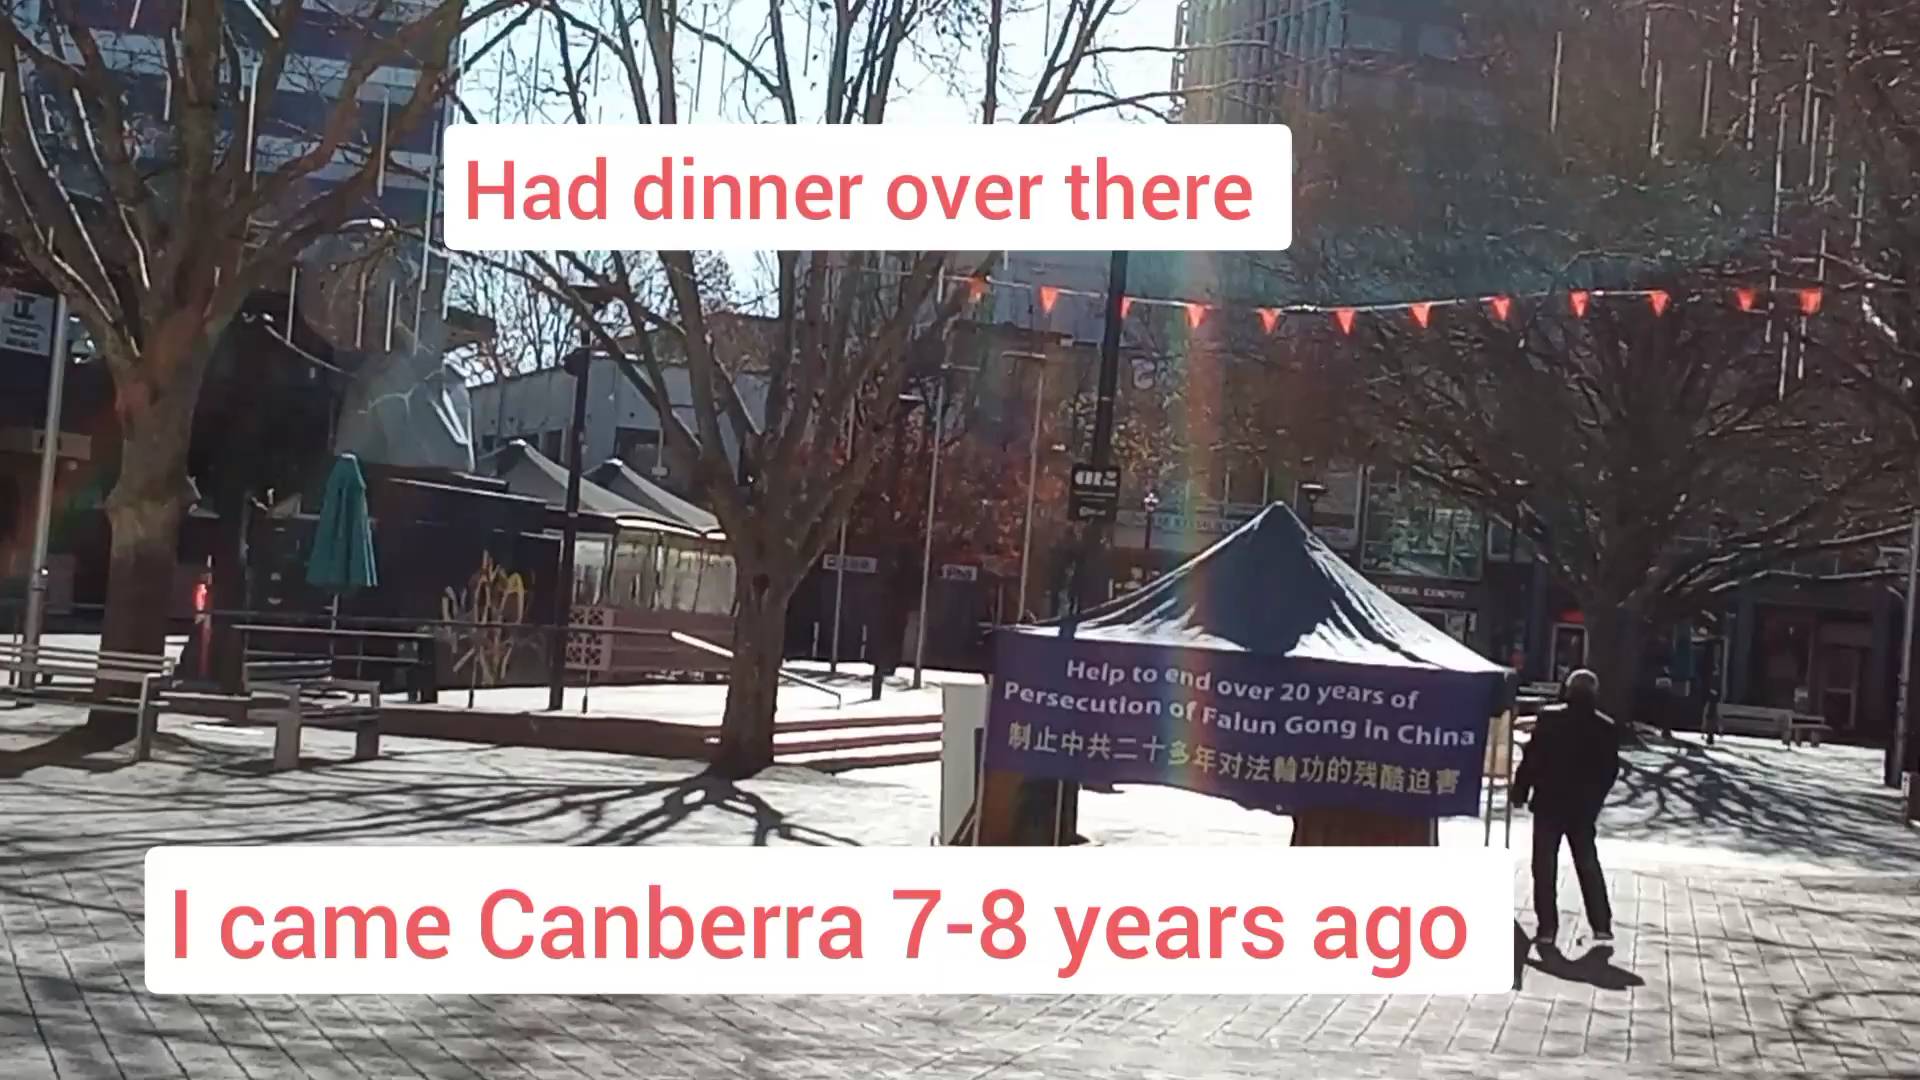 Had dinner over there
Help to end over 20 years of
Persecution of Falun Gong in China
制止中共二十多年对法輪功的残酷迫害
I came Canberra 7-8 years ago